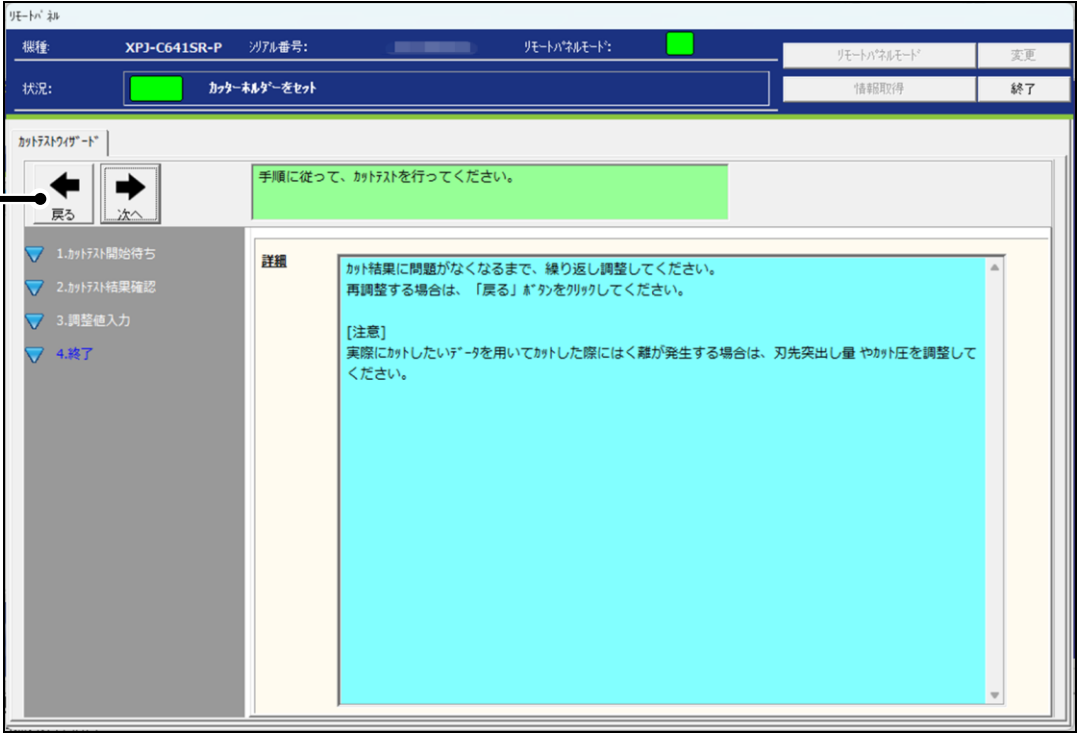 ﾘﾓｰﾄﾊﾟﾈﾙ
機種:
XPJ-C641SR-P
ｼﾘｱﾙ番号:
ﾘﾓｰﾄﾊﾟﾈﾙﾓｰﾄﾞ:
ﾘﾓｰﾄﾊﾟﾈﾙﾓｰﾄﾞ
変更
状況:
ｶｯﾀｰﾎﾙﾀﾞｰをｾｯﾄ
情報取得
終了
ｶｯﾄﾃｽﾄｳｨｻﾞｰﾄﾞ
戻る
次へ
手順に従って、ｶｯﾄﾃｽﾄを行ってください。
1.ｶｯﾄﾃｽﾄ開始待ち
2.ｶｯﾄﾃｽﾄ結果確認
3.調整値入力
4.終了
詳細
ｶｯﾄ結果に問題がなくなるまで、繰り返し調整してください。
再調整する場合は、「戻る」ﾎﾞﾀﾝをｸﾘｯｸしてください。
[注意]
実際にｶｯﾄしたいﾃﾞｰﾀを用いてｶｯﾄした際にはく離が発生する場合は、刃先突出し量 やｶｯﾄ圧を調整して
ください。